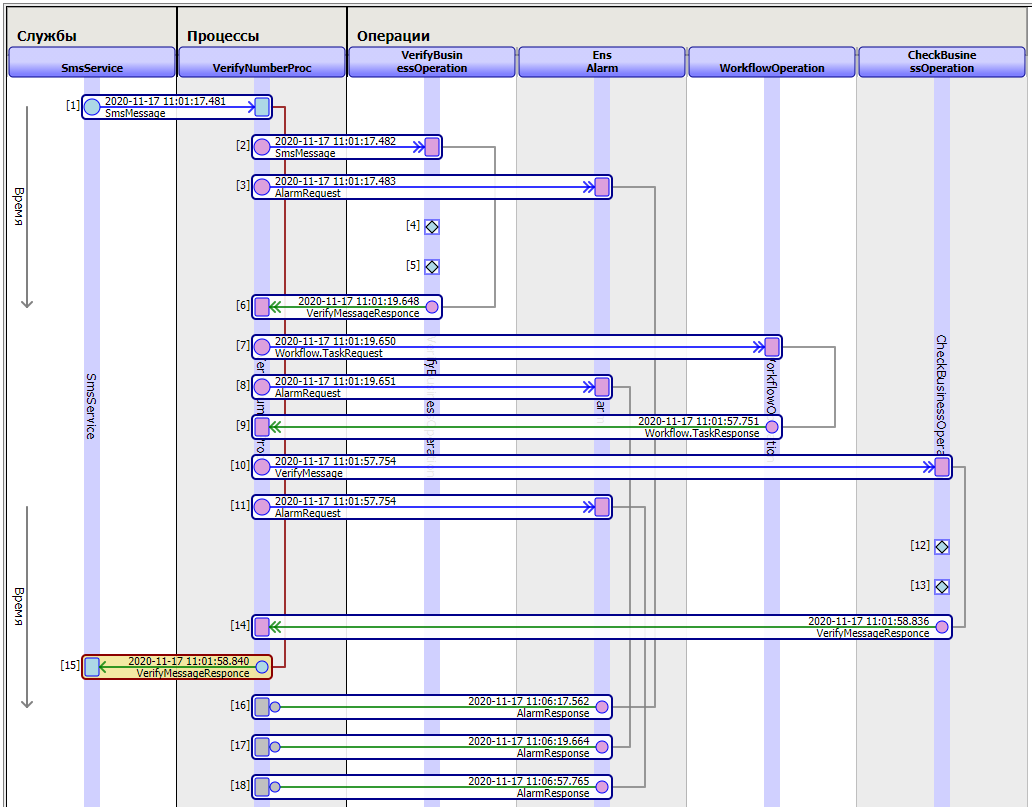 Службы
Процессы
Операции
SmsService
VerifyNumberProc
VerifyBusin
essOperation
Ens
Alarm
WorkflowOperation
CheckBusine
ssOperation
[1]
2020-11-17 11:01:17.481
SmsMessage
[2]
2020-11-17 11:01:17.482
SmsMessage
[3]
2020-11-17 11:01:17.483
AlarmRequest
Время
[4]
[5]
[6]
2020-11-17 11:01:19.648
VerifyMessageResponce
[7]
2020-11-17 11:01:19.650
Workflow.TaskRequest
[8]
2020-11-17 11:01:19.651
AlarmRequest
SmsService
CheckBusinessOpera
[9]
2020-11-17 11:01:57.751
Workflow.TaskResponse
[10]
2020-11-17 11:01:57.754
VerifyMessage
[11]
2020-11-17 11:01:57.754
AlarmRequest
[12]
[13]
Время
[14]
2020-11-17 11:01:58.836
VerifyMessageResponce
[15]
2020-11-17 11:01:58.840
VerifyMessageResponce
[16]
2020-11-17 11:06:17.562
AlarmResponse
[17]
2020-11-17 11:06:19.664
AlarmResponse
[18]
2020-11-17 11:06:57.765
AlarmResponse